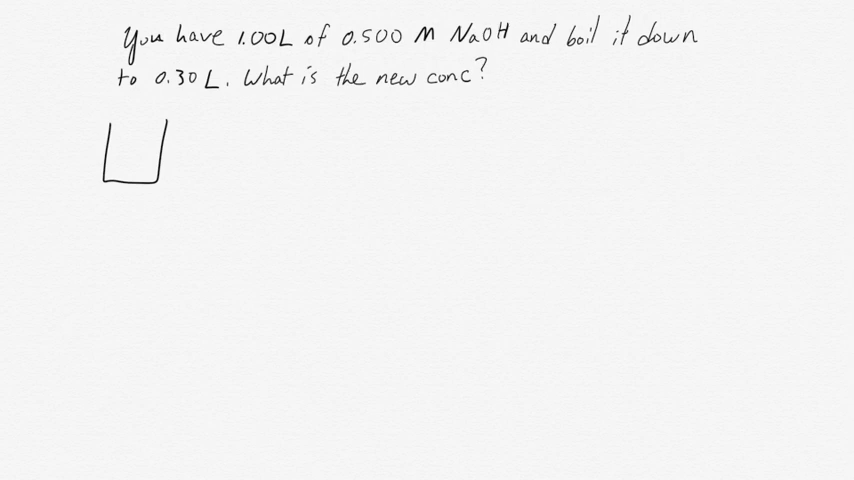 You have 1.00L of 0.500 M NaOH and boil it down
to 0.30 L. What is the new conc?